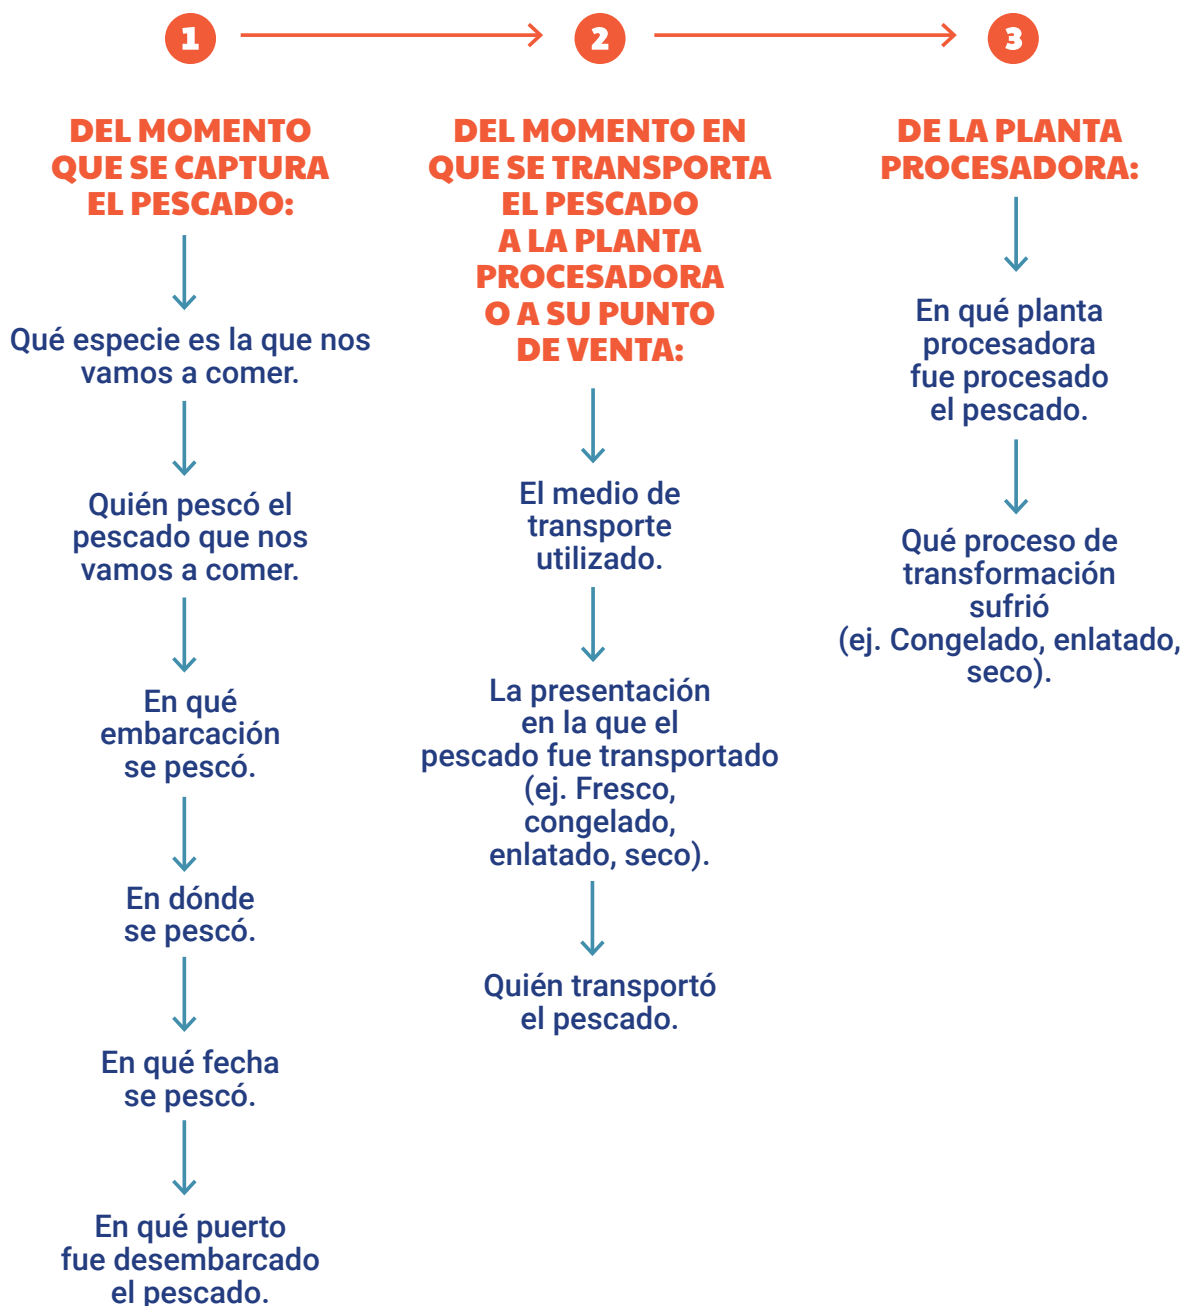 1
2
3
DEL MOMENTO
QUE SE CAPTURA
EL PESCADO:
Qué especie es la que nos
vamos a comer.
Quién pescó el
pescado que nos
vamos a comer.
En qué
embarcación
se pescó.
En dónde
se pescó.
En qué fecha
se pescó.
En qué puerto
fue desembarcado
el pescado.
DEL MOMENTO EN
QUE SE TRANSPORTA
EL PESCADO
A LA PLANTA
PROCESADORA
O A SU PUNTO
DE VENTA:
El medio de
transporte
utilizado.
La presentación
en la que el
pescado fue transportado
(ej. Fresco,
congelado,
enlatado, seco).
Quién transportó
el pescado.
DE LA PLANTA
PROCESADORA:
En qué planta
procesadora
fue procesado
el pescado.
Qué proceso de
transformación
sufrió
(ej. Congelado, enlatado,
seco).